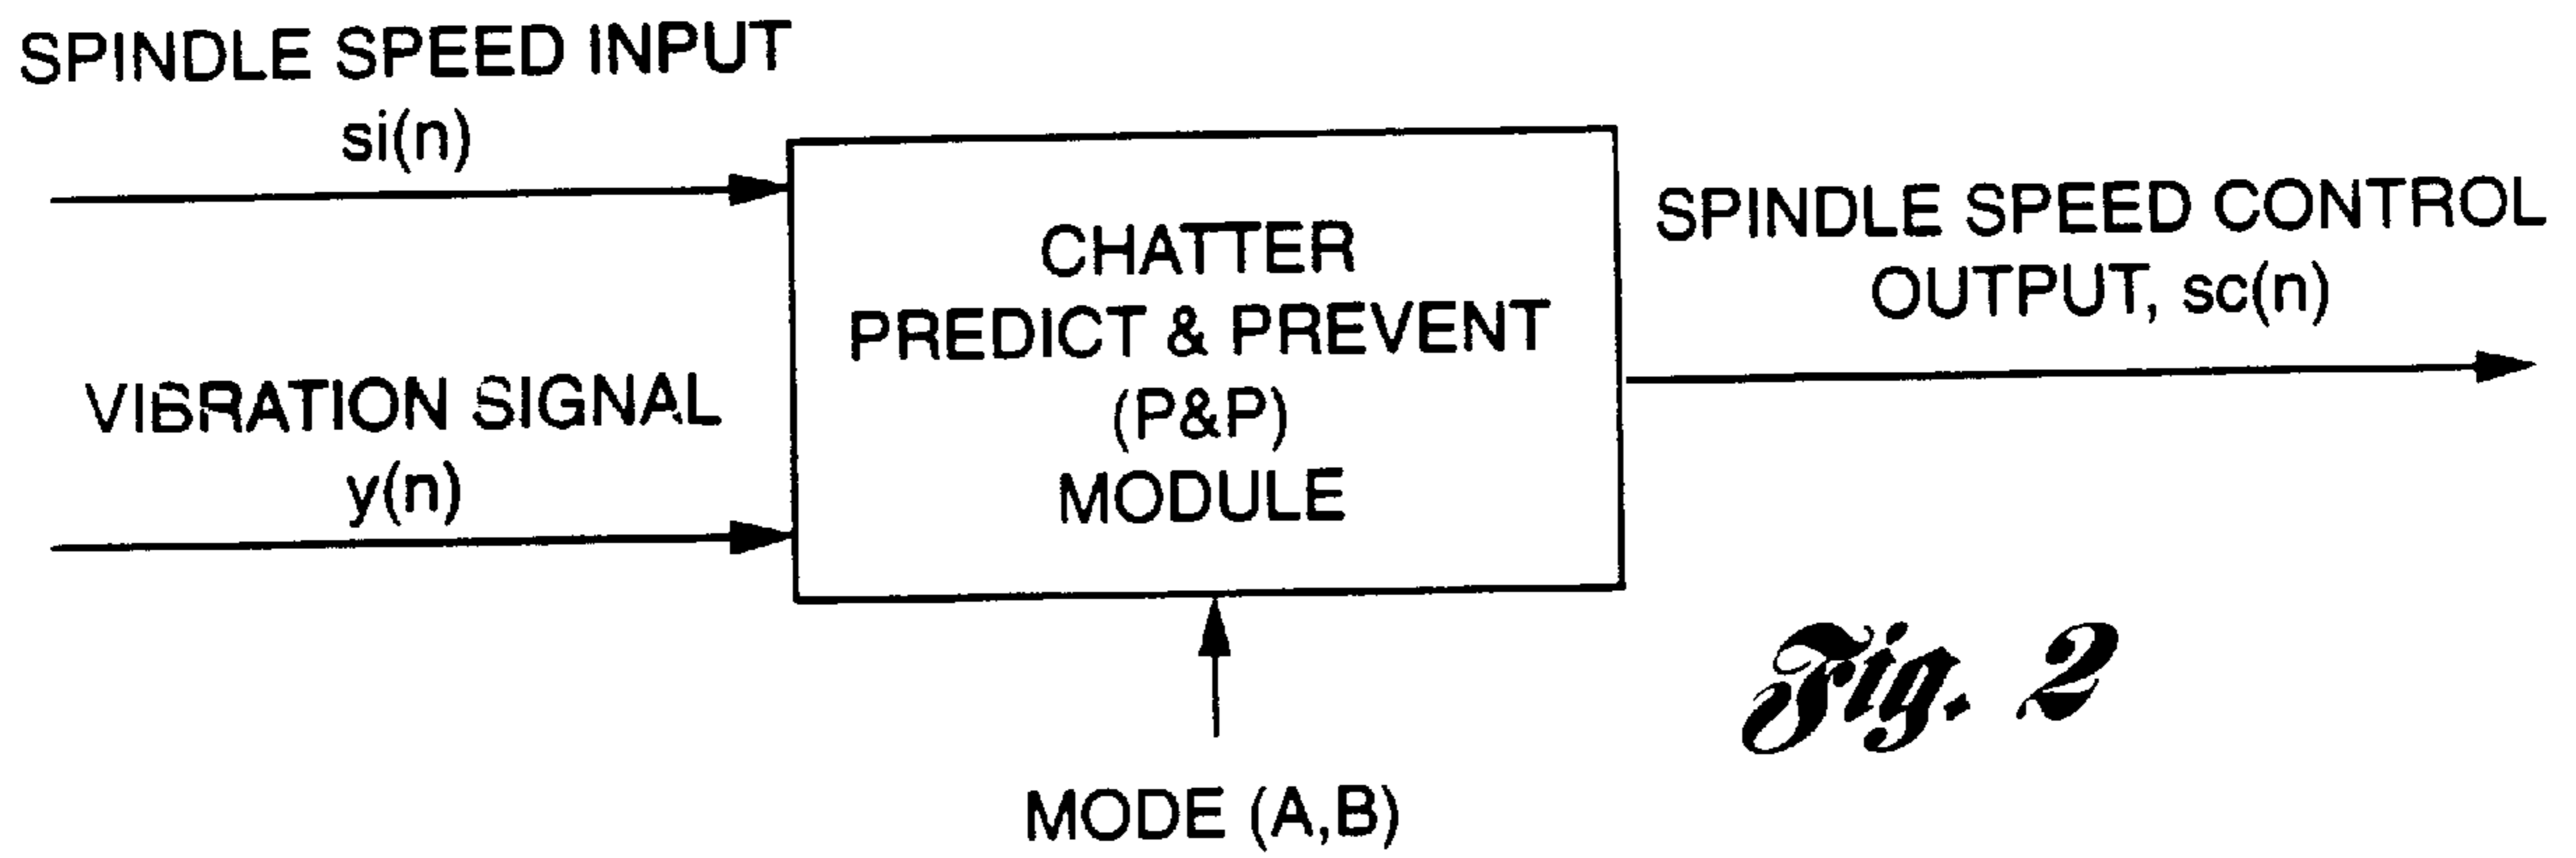 SPINDLE SPEED INPUT
si(n)
VIBRATION SIGNAL
y(n)
CHATTER
PREDICT & PREVENT
(P&P)
MODULE
SPINDLE SPEED CONTROL
OUTPUT, sc(n)
MODE (A,B)
Fig. 2